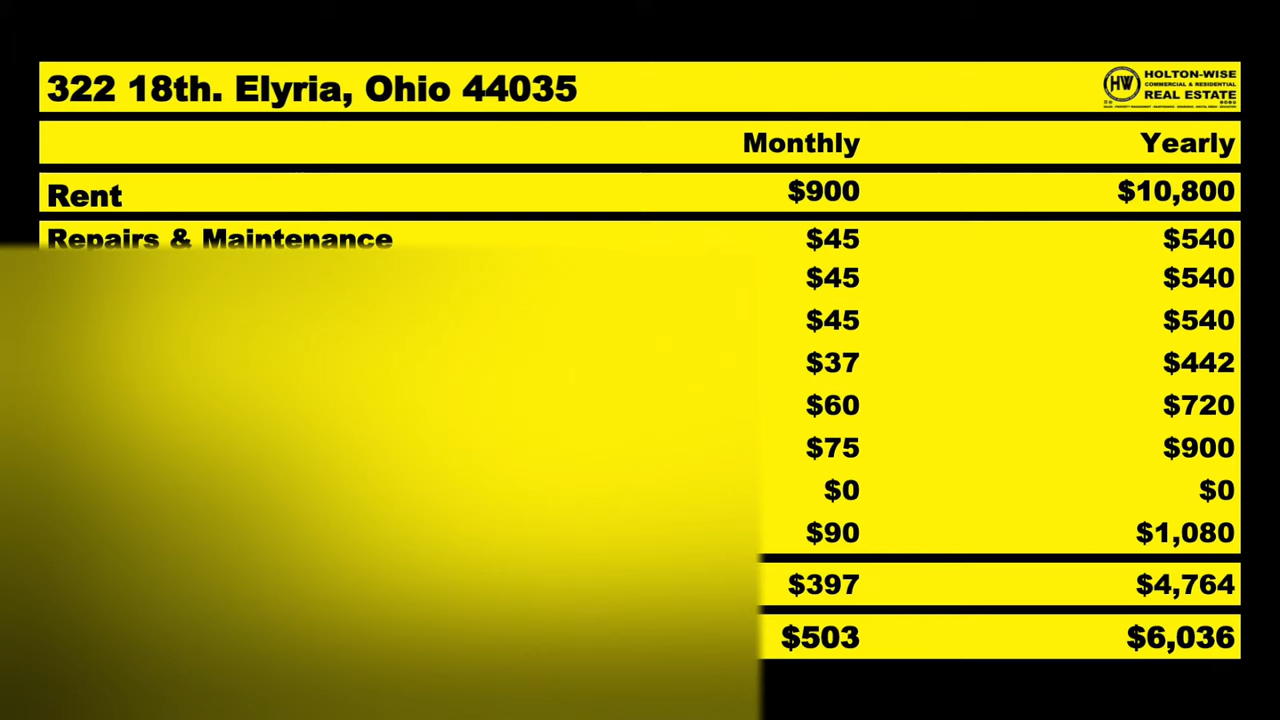 322 18th. Elyria, Ohio 44035
HW
HOLTON-WISE
COMMERCIAL & RESIDENTIAL
REAL ESTATE
Monthly Yearly
Rent $900 $10,800
Repairs & Maintenance $45 $540
$45 $540
$45 $540
$37 $442
$60 $720
$75 $900
$0 $0
$90 $1,080
$397 $4,764
$503 $6,036